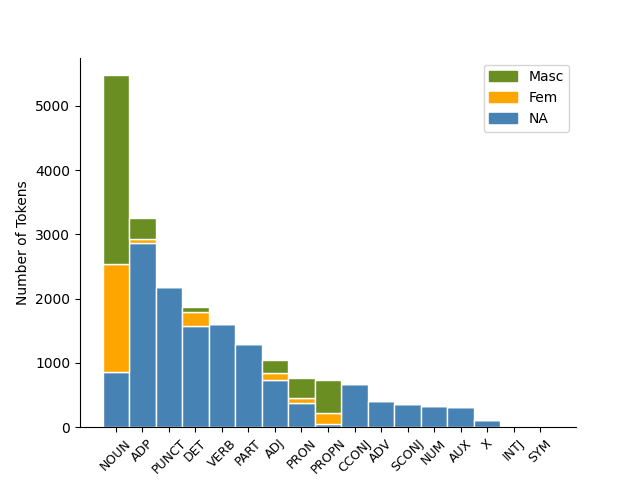 Masc
Fem
NA
Number of Tokens
5000
4000
3000
2000
1000
0
NOUN
ADP
PUNCT
DET
VERB
PART
ADJ
PRON
PROPN
CCONJ
ADV
SCONJ
NUM
AUX
X
INTJ
SYM